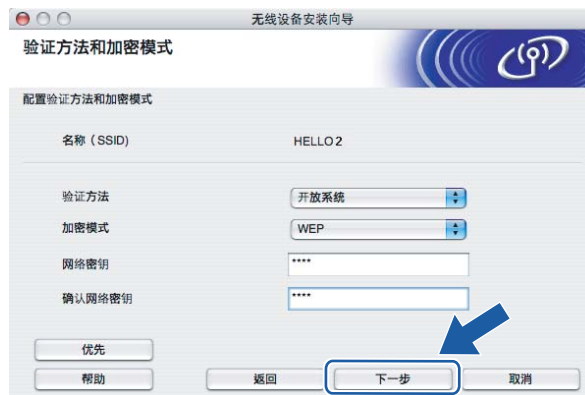 无线设备安装向导
验证方法和加密模式
配置验证方法和加密模式
名称（SSID) HELLO2
验证方法 开放系统
加密模式 WEP
网络密钥 ****
确认网络密钥 ****
优先
帮助 返回 下一步 取消